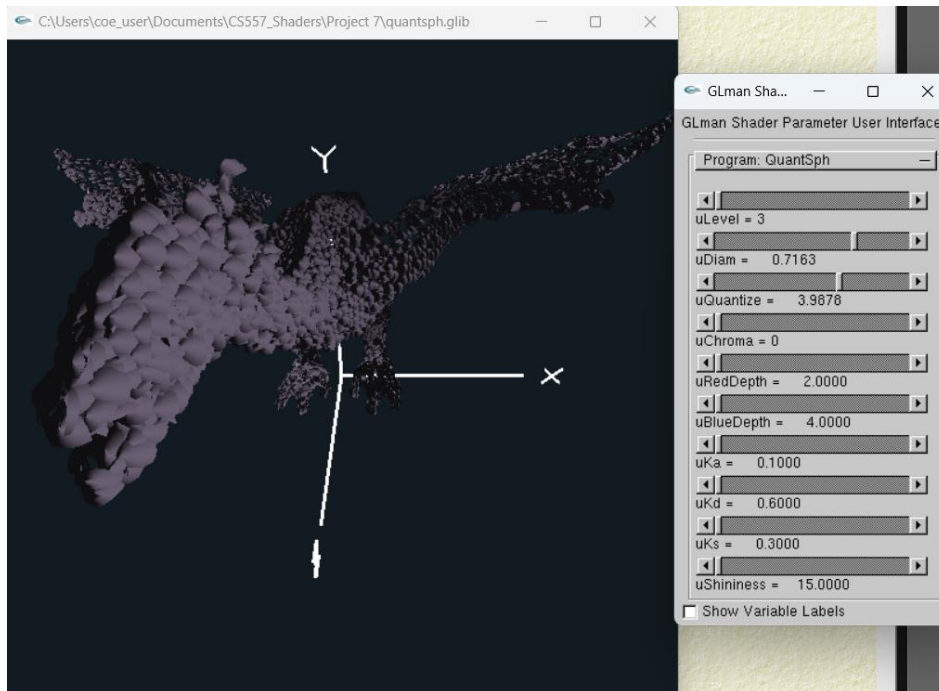 C:\Users\coe_user\Documents\CS557_Shaders\Project 7\quantsph.glib
Y
X
GLman Sha...
GLman Shader Parameter User Interface
Program: QuantSph
uLevel = 3
uDiam = 0.7163
uQuantize = 3.9878
uChroma = 0
uRedDepth = 2.0000
uBlueDepth = 4.0000
uKa = 0.1000
uKd = 0.6000
uKs = 0.3000
uShininess = 15.0000
Show Variable Labels